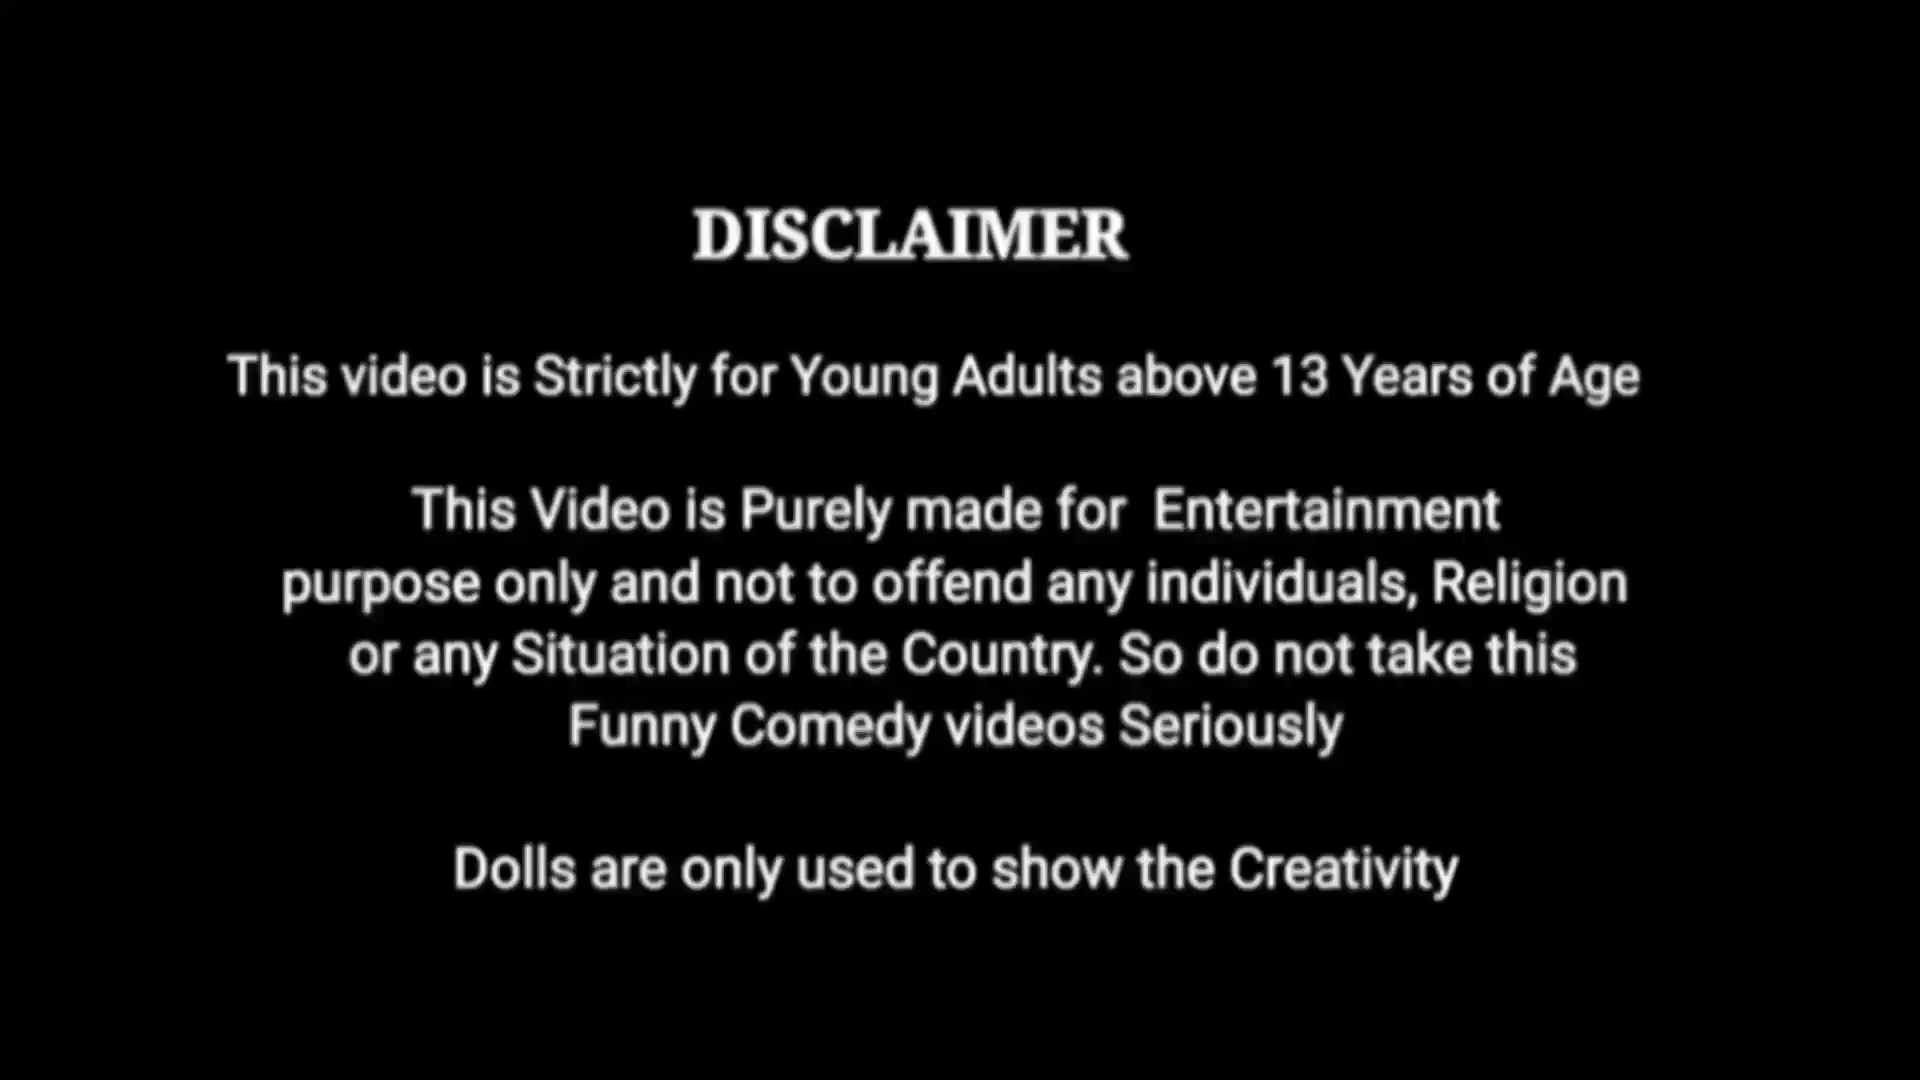 DISCLAIMER
This video is Strictly for Young Adults above 13 Years of Age
This Video is Purely made for Entertainment
purpose only and not to offend any individuals, Religion
or any Situation of the Country. So do not take this
Funny Comedy videos Seriously
Dolls are only used to show the Creativity